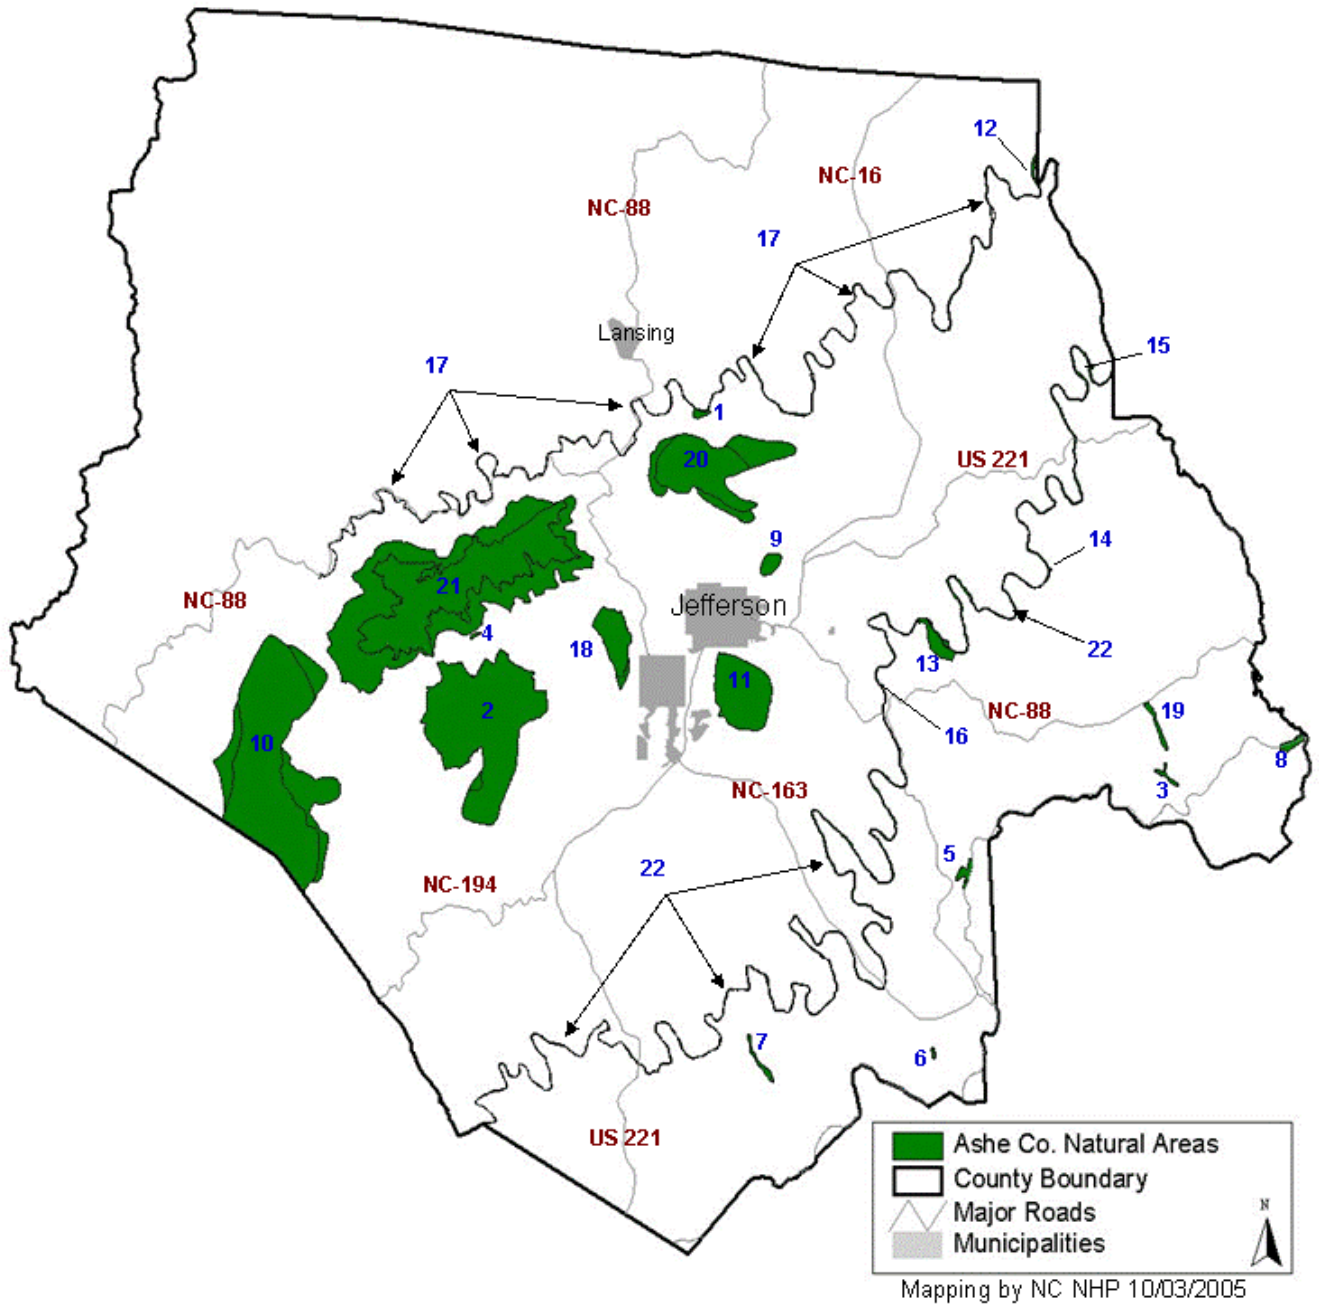 12
NC-16
NC-88
17
Lansing
15
17
1
20
US 221
9
14
21
NC-88
Jefferson
4
18
13
22
11
2
NC-88
19
16
10
8
NC-163
3
5
22
NC-194
7
6
US 221
Ashe Co. Natural Areas
County Boundary
N
Major Roads
Municipalities
Mapping by NC NHP 10/03/2005